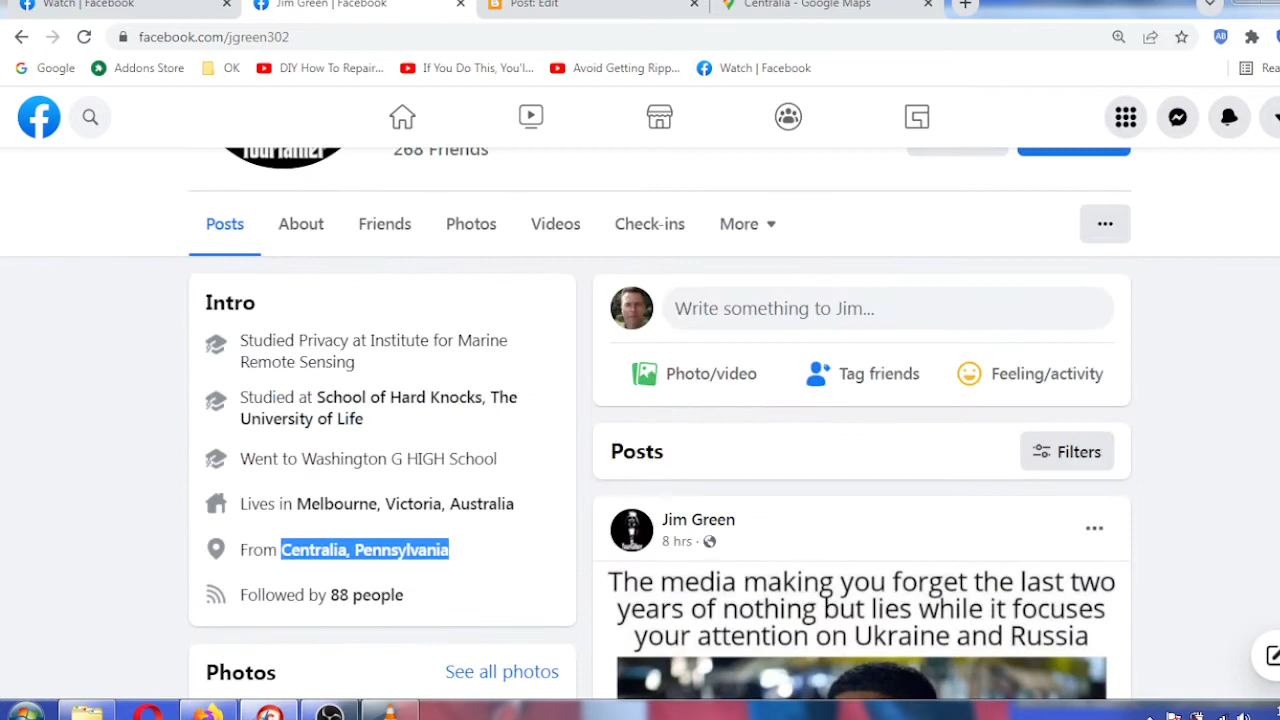 Watch | Facebook
Jim Green | Facebook
Post: Edit
Centralia - Google Maps
facebook.com/jgreen302
Google
Addons Store
OK
DIY How To Repair...
If You Do This, You'l...
Avoid Getting Ripp...
Watch | Facebook
Rea
268 Friends
Posts
About
Friends
Photos
Videos
Check-ins
More
Intro
Studied Privacy at Institute for Marine
Remote Sensing
Studied at School of Hard Knocks, The
University of Life
Went to Washington G HIGH School
Lives in Melbourne, Victoria, Australia
From Centralia, Pennsylvania
Followed by 88 people
Photos
See all photos
Write something to Jim...
Photo/video
Tag friends
Feeling/activity
Posts
Filters
Jim Green
8 hrs ·
The media making you forget the last two
years of nothing but lies while it focuses
your attention on Ukraine and Russia